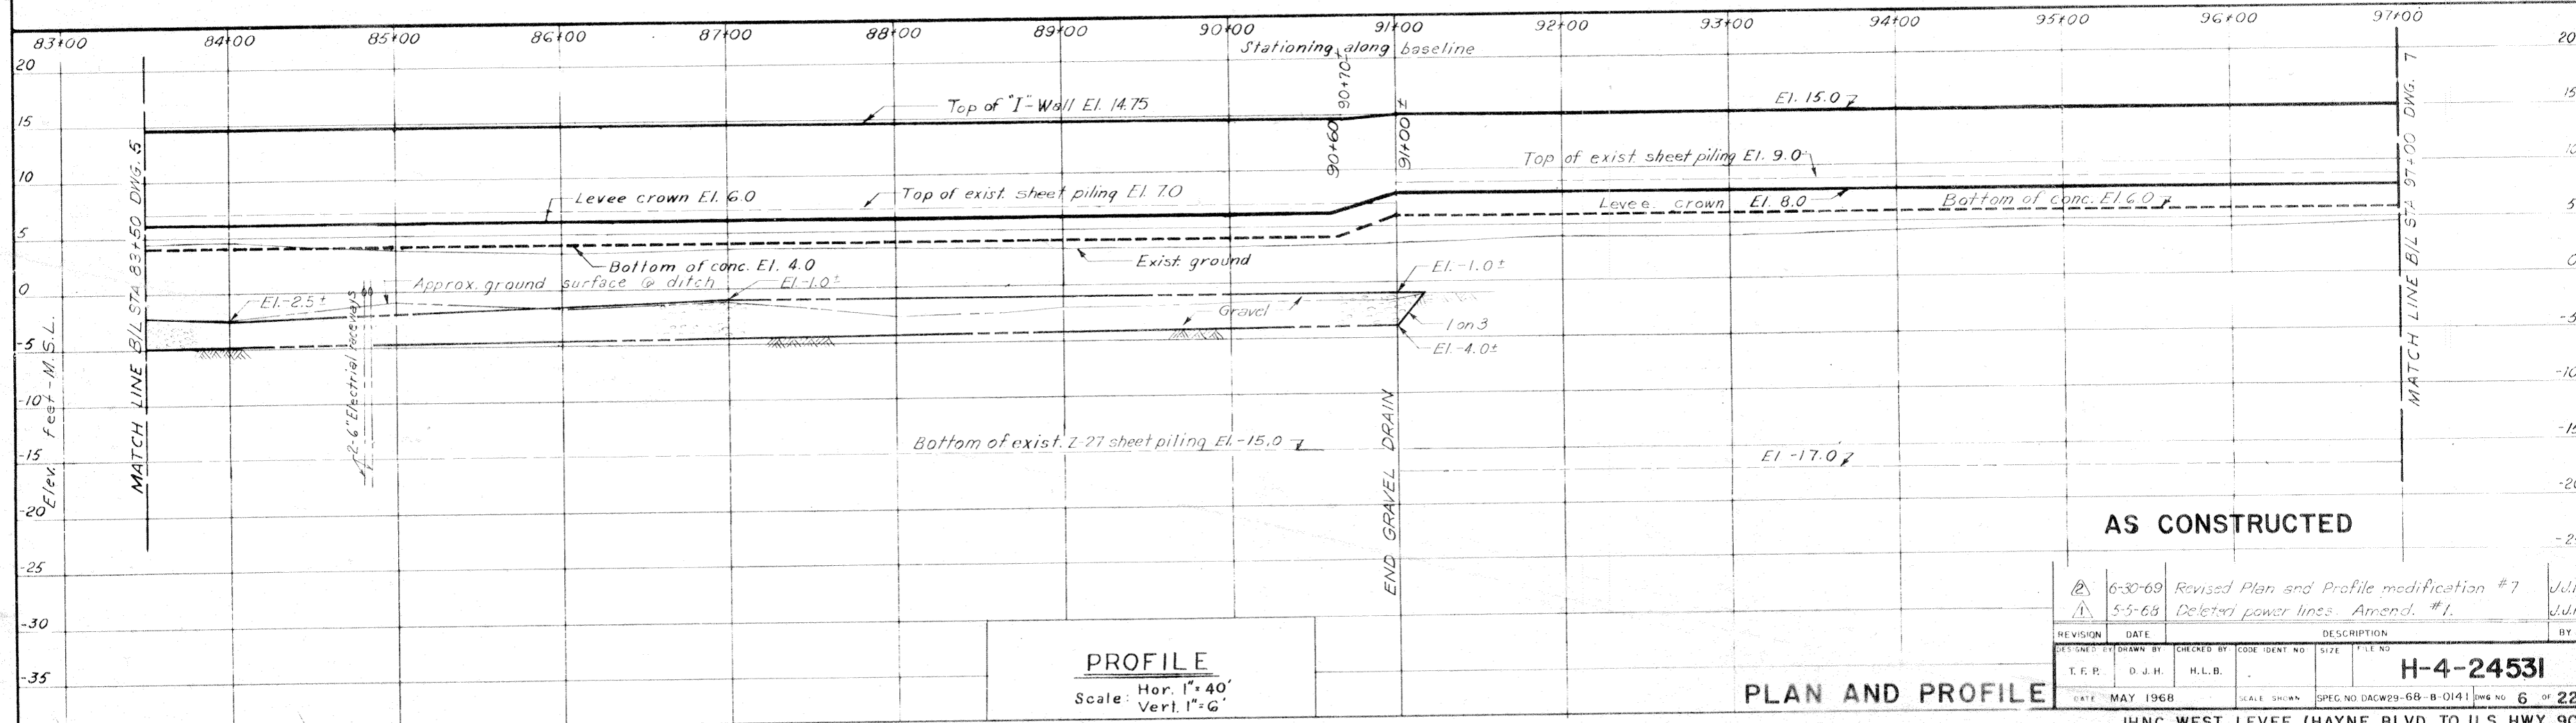 83+00 84+00 85+00 86+00 87+00 88+00 89+00 90+00 91+00 92+00 93+00 94+00 95+00 96+00 97+00
Stationing along baseline
20
15
10
5
0
-5
-10
-15
-20
-25
-30
-35
Elev. feet - M.S.L.
MATCH LINE B/L STA 83+50 DWG. 5
Top of "I"-Wall El. 14.75
90+70
90+60
91+00 ±
El. 15.0
Top of exist. sheet piling El. 9.0
Levee crown El. 6.0
Top of exist. sheet piling El. 7.0
Levee crown El. 8.0
Bottom of conc. El. 6.0
Bottom of conc. El. 4.0
Exist. ground
Approx. ground surface @ ditch
El.-2.5±
El.-1.0±
El.-1.0±
Gravel
1 on 3
El.-4.0±
2-6" Electrial raceways
Bottom of exist. Z-27 sheet piling El.-15.0
El -17.0
END GRAVEL DRAIN
MATCH LINE B/L STA 97+00 DWG. 7
20
15
10
5
0
-5
-10
AS CONSTRUCTED
2 6-30-69 Revised Plan and Profile modification #7
1 5-5-68 Deleted power lines. Amend. #1.
REVISION DATE DESCRIPTION BY
DESIGNED BY DRAWN BY CHECKED BY CODE IDENT NO SIZE FILE NO
T. F. P. D. J. H. H.L.B. H-4-24531
DATE MAY 1968 SCALE SHOWN SPEC. NO. DACW29-68-B-0141 DWG NO 6 OF 22
PROFILE
Scale: Hor. 1"=40'
Vert. 1"=6'
PLAN AND PROFILE
IHNC WEST LEVEE (HAYNE BLVD. TO U.S. HWY.